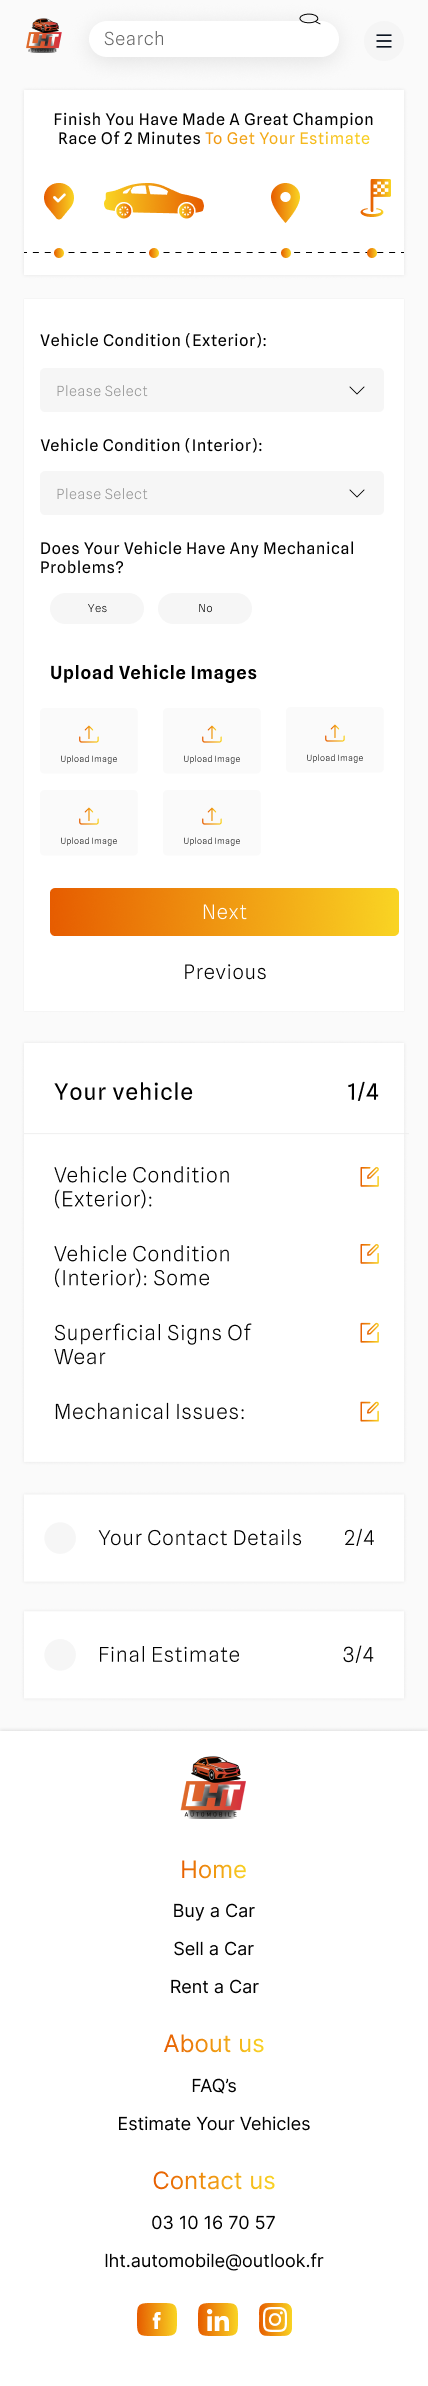 LHT
Search
Finish You Have Made A Great Champion
Race Of 2 Minutes To Get Your Estimate
Vehicle Condition (Exterior):
Please Select
Vehicle Condition (Interior):
Please Select
Does Your Vehicle Have Any Mechanical
Problems?
Yes No
Upload Vehicle Images
Upload Image Upload Image Upload Image
Upload Image Upload Image
Next
Previous
Your vehicle 1/4
Vehicle Condition
(Exterior):
Vehicle Condition
(Interior): Some
Superficial Signs Of
Wear
Mechanical Issues:
Your Contact Details 2/4
Final Estimate 3/4
LHT
AUTOMOBILE
Home
Buy a Car
Sell a Car
Rent a Car
About us
FAQ’s
Estimate Your Vehicles
Contact us
03 10 16 70 57
lht.automobile@outlook.fr